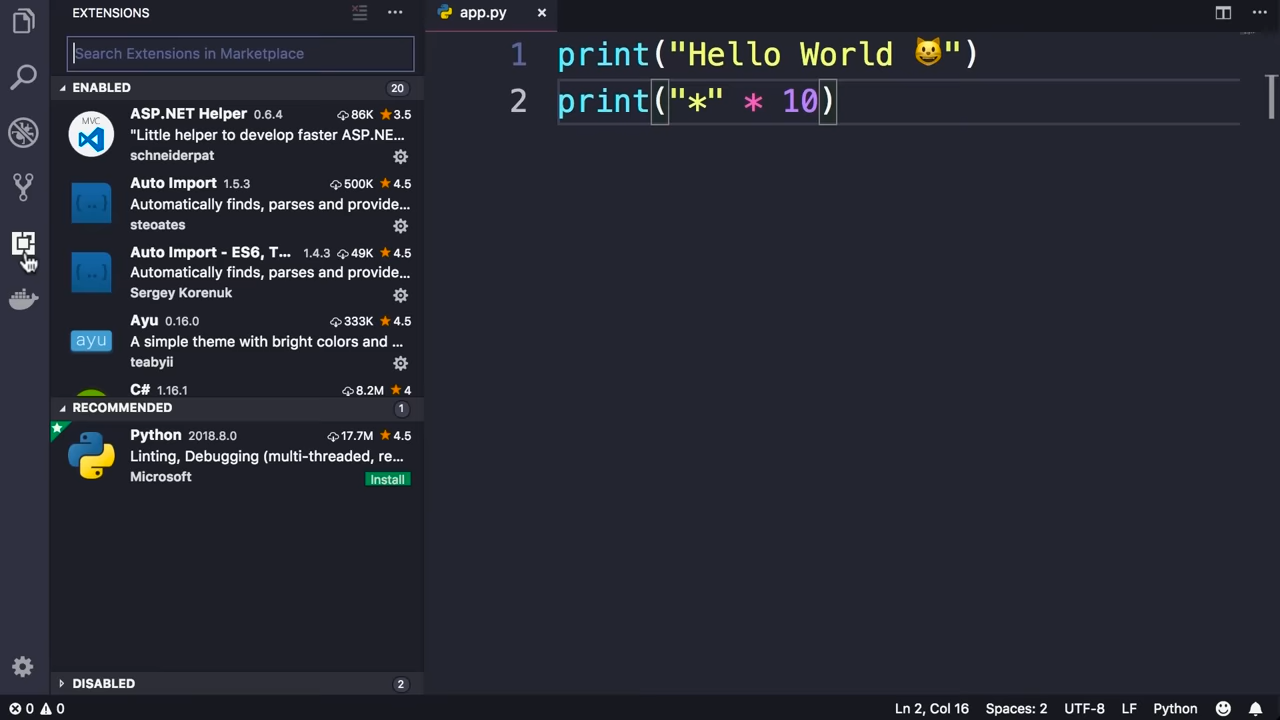 EXTENSIONS
Search Extensions in Marketplace
ENABLED 20
MVC
ASP.NET Helper 0.6.4 86K 3.5
"Little helper to develop faster ASP.NE...
schneiderpat
{..}
Auto Import 1.5.3 500K 4.5
Automatically finds, parses and provide...
steoates
{..}
Auto Import - ES6, T... 1.4.3 49K 4.5
Automatically finds, parses and provide...
Sergey Korenuk
ayu
Ayu 0.16.0 333K 4.5
A simple theme with bright colors and ...
teabyii
C# 1.16.1 8.2M 4
RECOMMENDED 1
Python 2018.8.0 17.7M 4.5
Linting, Debugging (multi-threaded, re...
Microsoft
Install
DISABLED 2
app.py
1 print("Hello World 😺")
2 print("*" * 10)
0 0
Ln 2, Col 16 Spaces: 2 UTF-8 LF Python